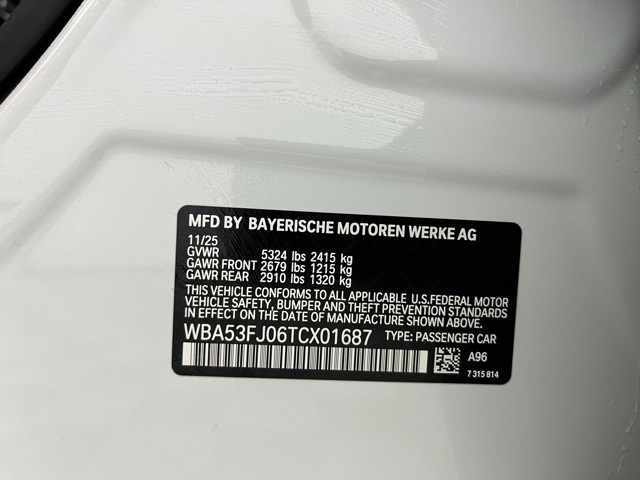 MFD BY BAYERISCHE MOTOREN WERKE AG
11/25
GVWR 5324 lbs 2415 kg
GAWR FRONT 2679 lbs 1215 kg
GAWR REAR 2910 lbs 1320 kg
THIS VEHICLE CONFORMS TO ALL APPLICABLE U.S.FEDERAL MOTOR
VEHICLE SAFETY, BUMPER AND THEFT PREVENTION STANDARDS
IN EFFECT ON THE DATE OF MANUFACTURE SHOWN ABOVE.
WBA53FJ06TCX01687 TYPE: PASSENGER CAR
A96
7 315 814